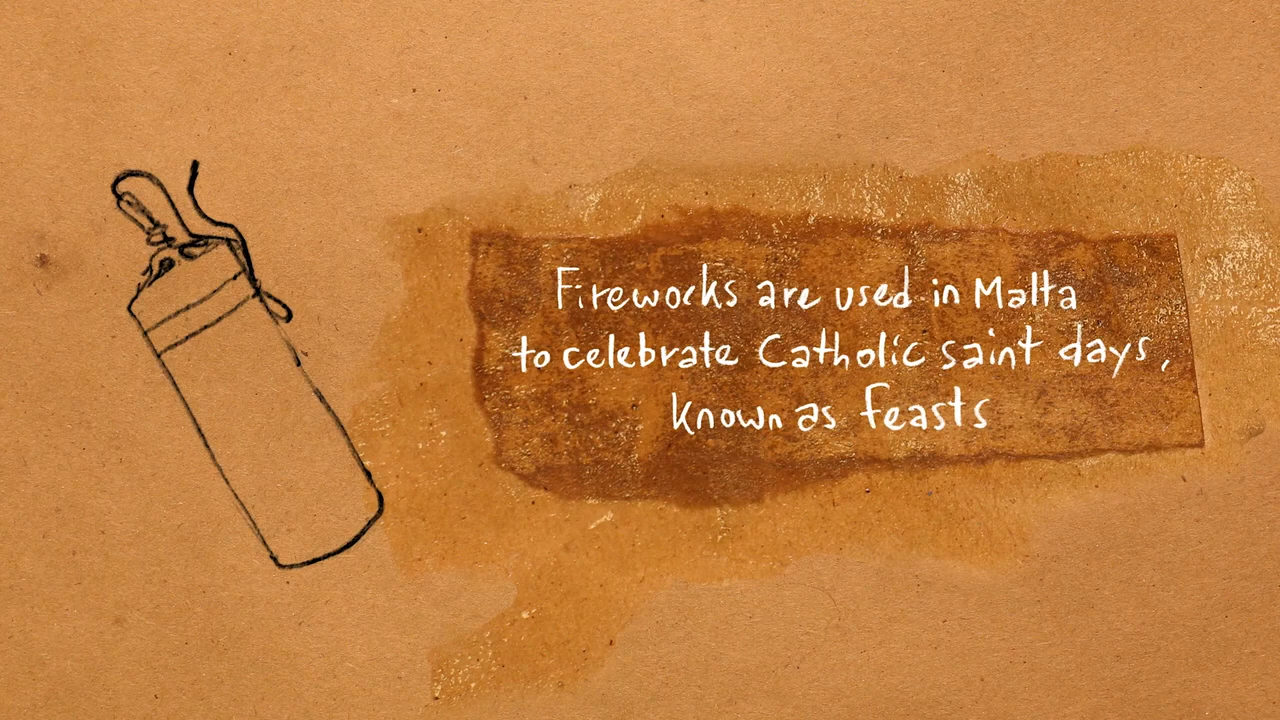 Fireworks are used in Malta
to celebrate Catholic saint days,
known as feasts